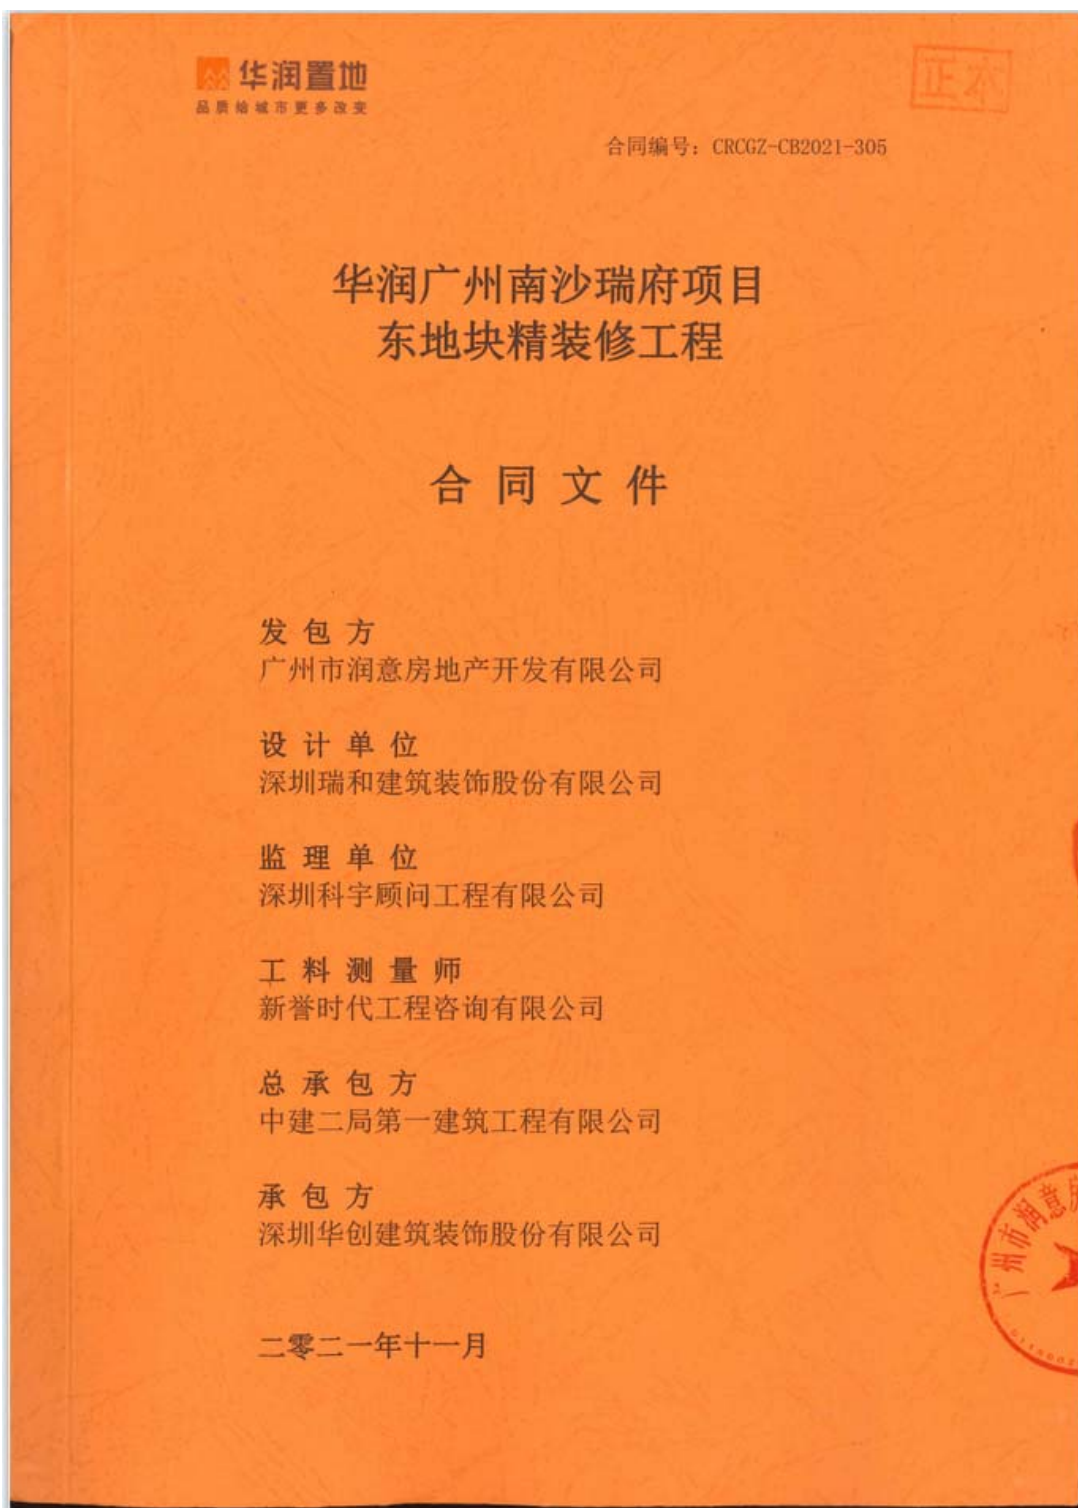 华润置地
品质给城市更多改变
正本
合同编号：CRCGZ-CB2021-305
华润广州南沙瑞府项目
东地块精装修工程
合同文件
发包方
广州市润意房地产开发有限公司
设计单位
深圳瑞和建筑装饰股份有限公司
监理单位
深圳科宇顾问工程有限公司
工料测量师
新誉时代工程咨询有限公司
总承包方
中建二局第一建筑工程有限公司
承包方
深圳华创建筑装饰股份有限公司
广州市润意房
二零二一年十一月